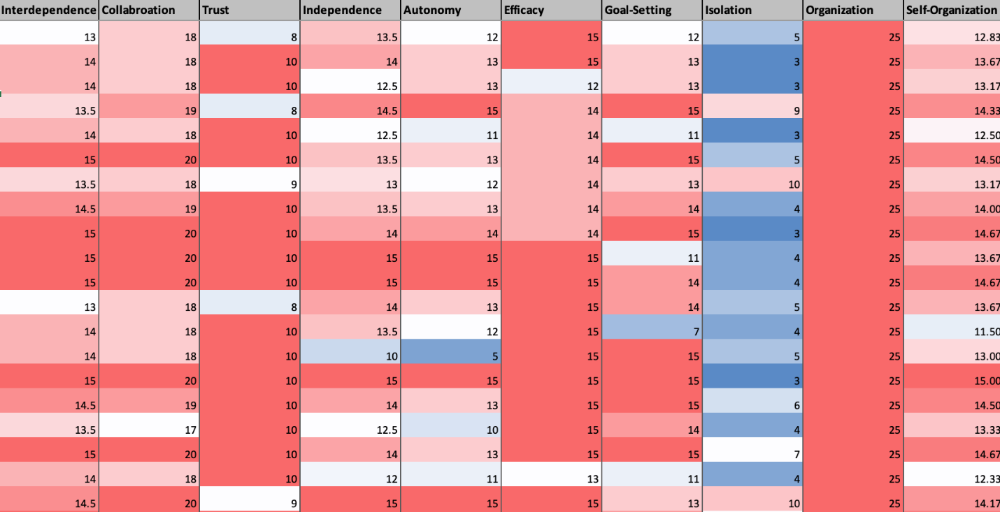 Interdependence Collabroation Trust Independence Autonomy Efficacy Goal-Setting Isolation Organization Self-Organization
13 18 8 13.5 12 15 12 5 25 12.83
14 18 10 14 13 15 13 3 25 13.67
14 18 10 12.5 13 12 13 3 25 13.17
13.5 19 8 14.5 15 14 15 9 25 14.33
14 18 10 12.5 11 14 11 3 25 12.50
15 20 10 13.5 13 14 15 5 25 14.50
13.5 18 9 13 12 14 13 10 25 13.17
14.5 19 10 13.5 13 14 14 4 25 14.00
15 20 10 14 14 14 15 3 25 14.67
15 20 10 15 15 15 11 4 25 13.67
15 20 10 15 15 15 14 4 25 14.67
13 18 8 14 13 15 14 5 25 13.67
14 18 10 13.5 12 15 7 4 25 11.50
14 18 10 10 5 15 15 5 25 13.00
15 20 10 15 15 15 15 3 25 15.00
14.5 19 10 14 13 15 15 6 25 14.50
13.5 17 10 12.5 10 15 14 4 25 13.33
15 20 10 14 13 15 15 7 25 14.67
14 18 10 12 11 13 11 4 25 12.33
14.5 20 9 15 15 15 13 10 25 14.17